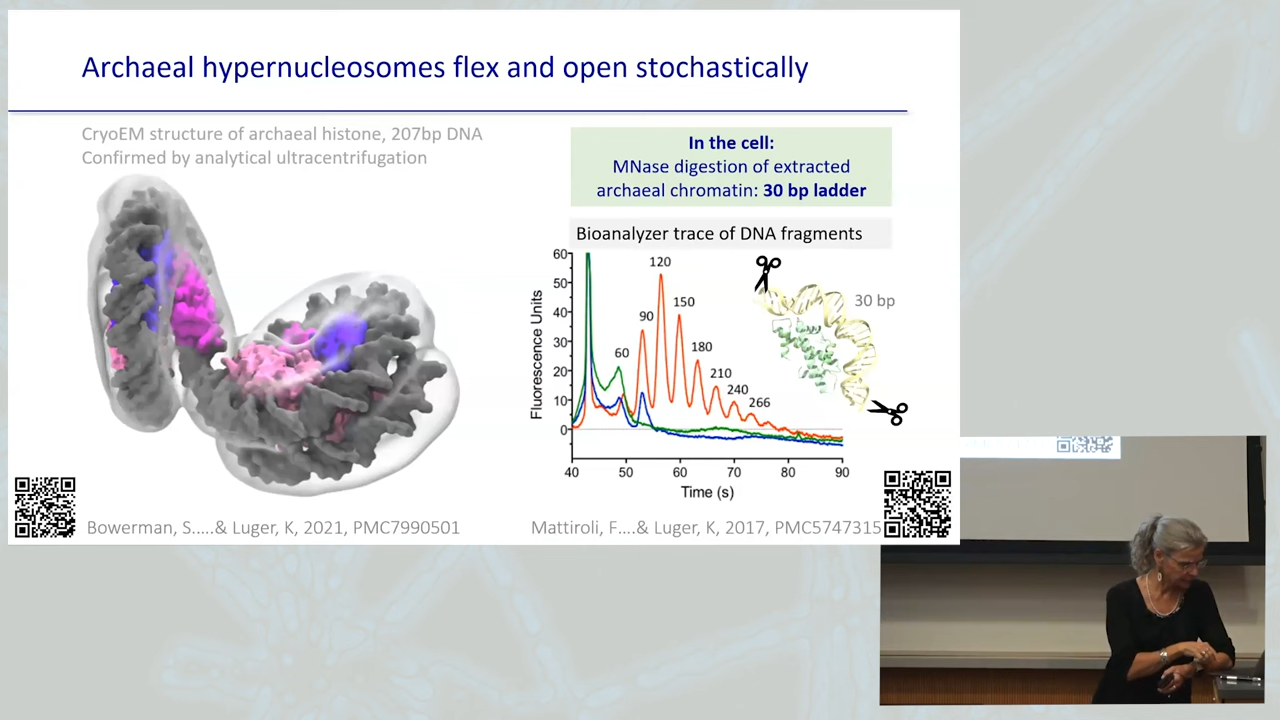 Archaeal hypernucleosomes flex and open stochastically
CryoEM structure of archaeal histone, 207bp DNA
Confirmed by analytical ultracentrifugation
In the cell:
MNase digestion of extracted
archaeal chromatin: 30 bp ladder
Bioanalyzer trace of DNA fragments
Fluorescence Units
60
50
40
30
20
10
0
60
90
120
150
180
210
240
266
30 bp
40
50
60
70
80
90
Time (s)
Bowerman, S.....& Luger, K, 2021, PMC7990501
Mattiroli, F....& Luger, K, 2017, PMC5747315